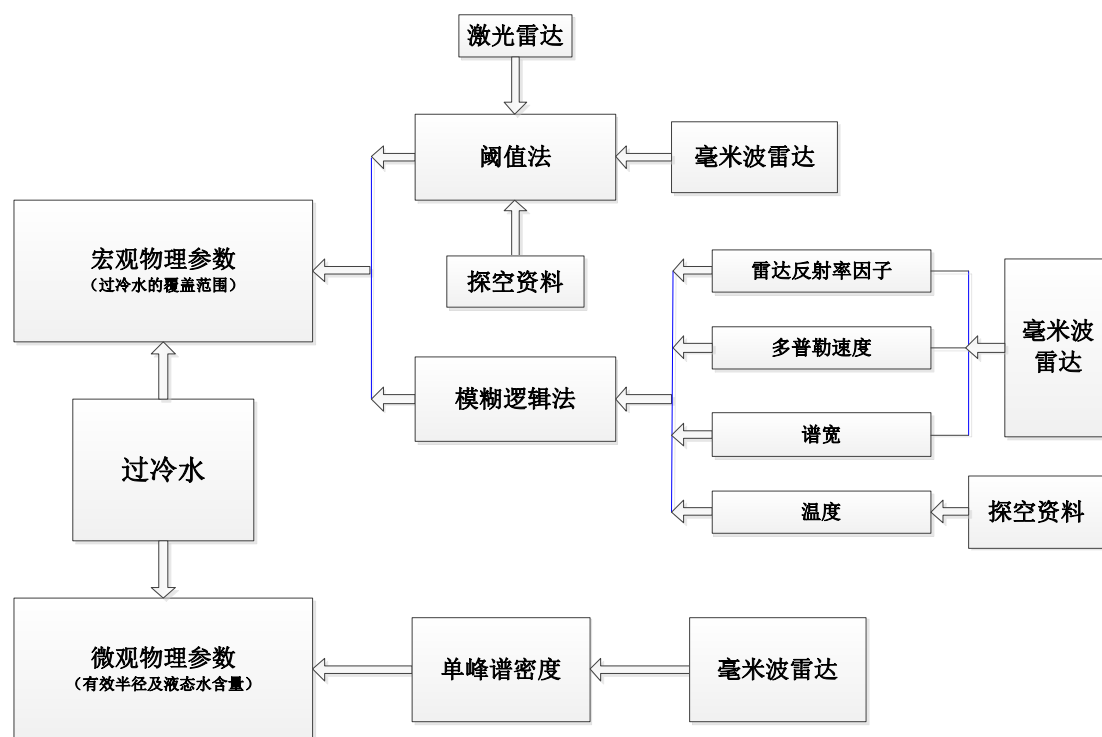 激光雷达
阈值法
毫米波雷达
宏观物理参数
（过冷水的覆盖范围）
探空资料
雷达反射率因子
多普勒速度
毫米波
雷达
模糊逻辑法
谱宽
过冷水
温度
探空资料
微观物理参数
（有效半径及液态水含量）
单峰谱密度
毫米波雷达